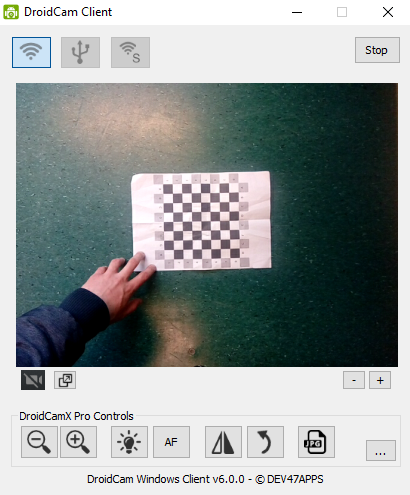 DroidCam Client
S
Stop
-
+
DroidCamX Pro Controls
AF
JPG
...
DroidCam Windows Client v6.0.0 - © DEV47APPS